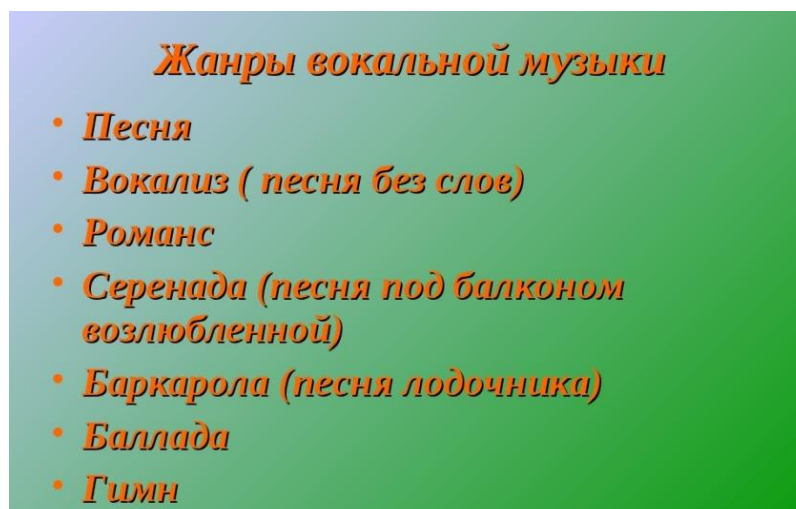 Жанры вокальной музыки
• Песня
• Вокализ ( песня без слов)
• Романс
• Серенада (песня под балконом
возлюбленной)
• Баркарола (песня лодочника)
• Баллада
• Гимн